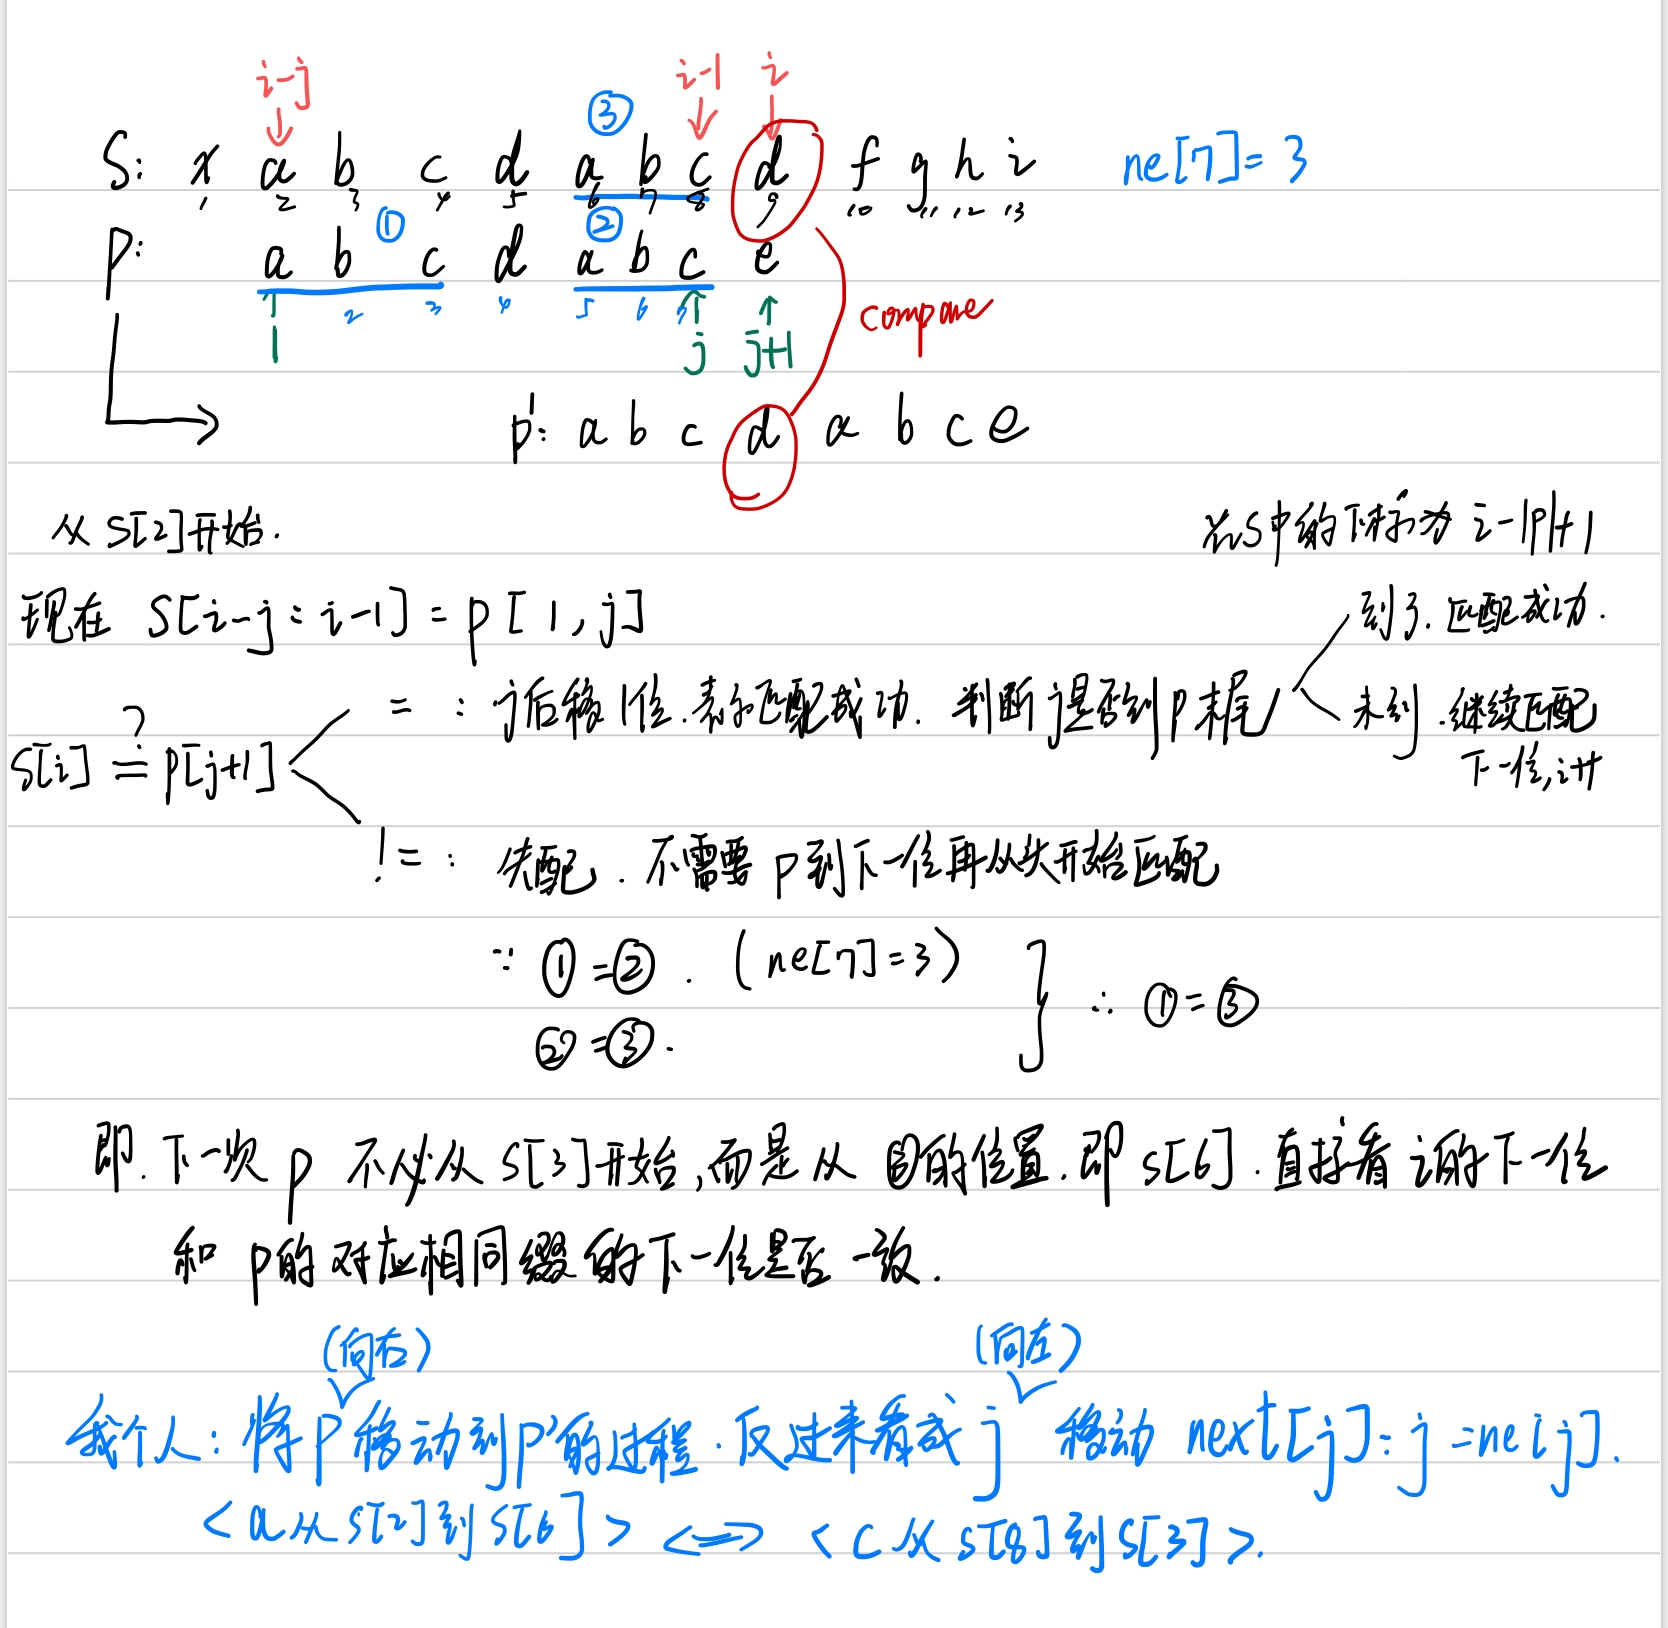 i-j i-1 i
③
S: x a b c d a b c d f g h i ne[7]= 3
1 2 3 4 5 6 7 8 9 10 11 12 13
① ②
p: a b c d a b c e
2 3 4 5 6 7
compare
1 j j+1
p': a b c d a b c e
从 S[2]开始.
在S中的下标为 i-|p|+1
现在 S[i-j : i-1] = p [ 1 , j ]
到了. 匹配成功.
= : j后移1位.表示匹配成功. 判断j是否到p末尾
未到.继续匹配
下一位,i++
?
S[i] = p[j+1]
!= : 失配. 不需要 p到下一位再从头开始匹配
∵ ①=②. (ne[7]=3)
②=③.
} ∴ ①=③
即.下一次 p 不必从 S[3]开始,而是从 ③的位置.即 S[6].直接看 i的下一位
和 p的对应相同缀的下一位是否一致.
(向右) (向左)
我个人: 将P移动到P'的过程.反过来看成 j 移动 next[j]: j =ne[j].
<a从S[2]到S[6]> <=> <c从S[8]到S[3]>.